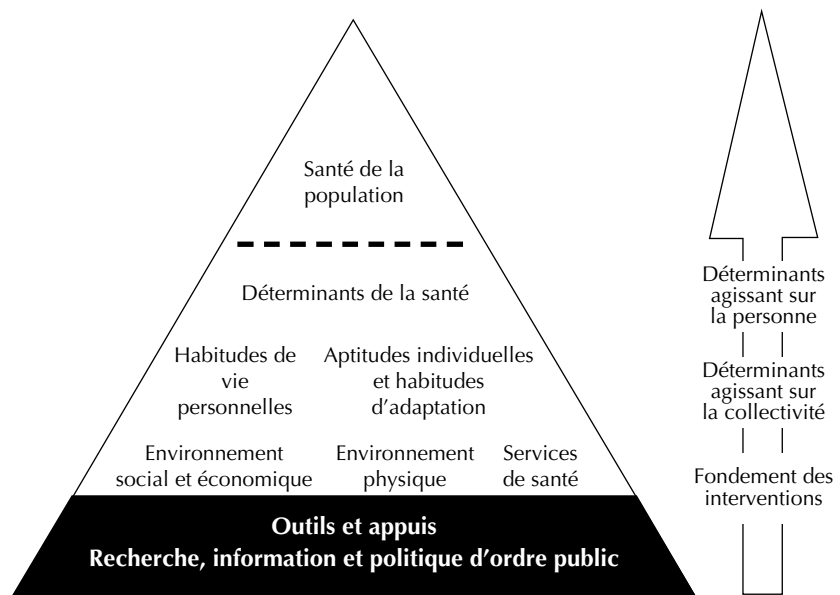 Santé de la
population
Déterminants de la santé
Habitudes de
vie
personnelles
Aptitudes individuelles
et habitudes
d’adaptation
Environnement
social et économique
Environnement
physique
Services
de santé
Outils et appuis
Recherche, information et politique d’ordre public
Déterminants
agissant sur
la personne
Déterminants
agissant sur
la collectivité
Fondement des
interventions